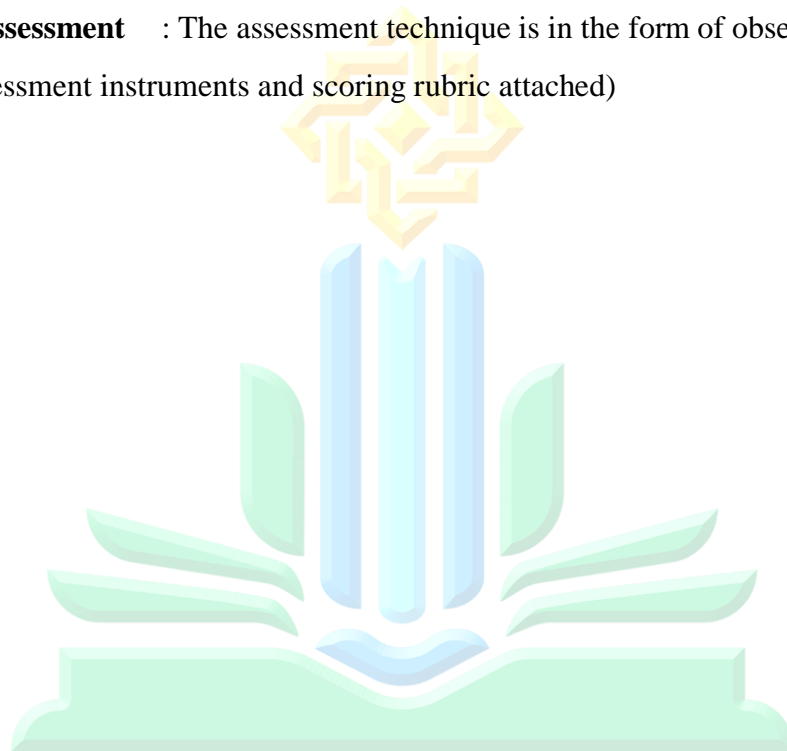 ssessment : The assessment technique is in the form of obse
essment instruments and scoring rubric attached)